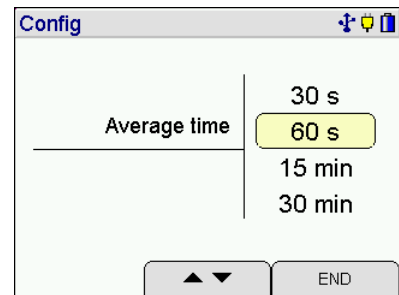 Config
30 s
Average time
60 s
15 min
30 min
▲ ▼
END